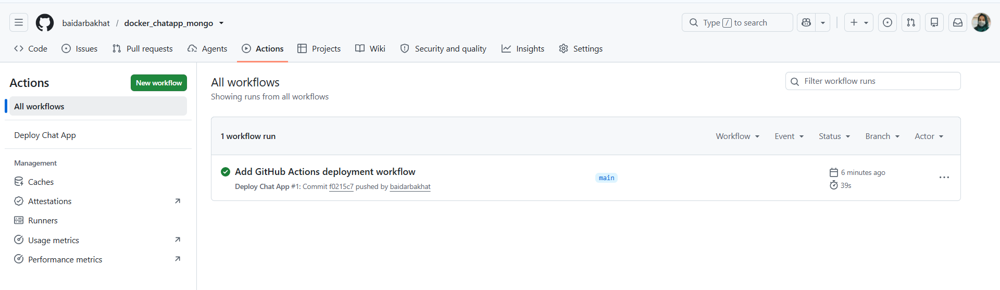 baidarbakhat / docker_chatapp_mongo
Type / to search
Code Issues Pull requests Agents Actions Projects Wiki Security and quality Insights Settings
Actions
New workflow
All workflows
Deploy Chat App
Management
Caches
Attestations
Runners
Usage metrics
Performance metrics
All workflows
Showing runs from all workflows
Filter workflow runs
1 workflow run
Workflow Event Status Branch Actor
Add GitHub Actions deployment workflow
Deploy Chat App #1: Commit f0215c7 pushed by baidarbakhat
main
6 minutes ago
39s